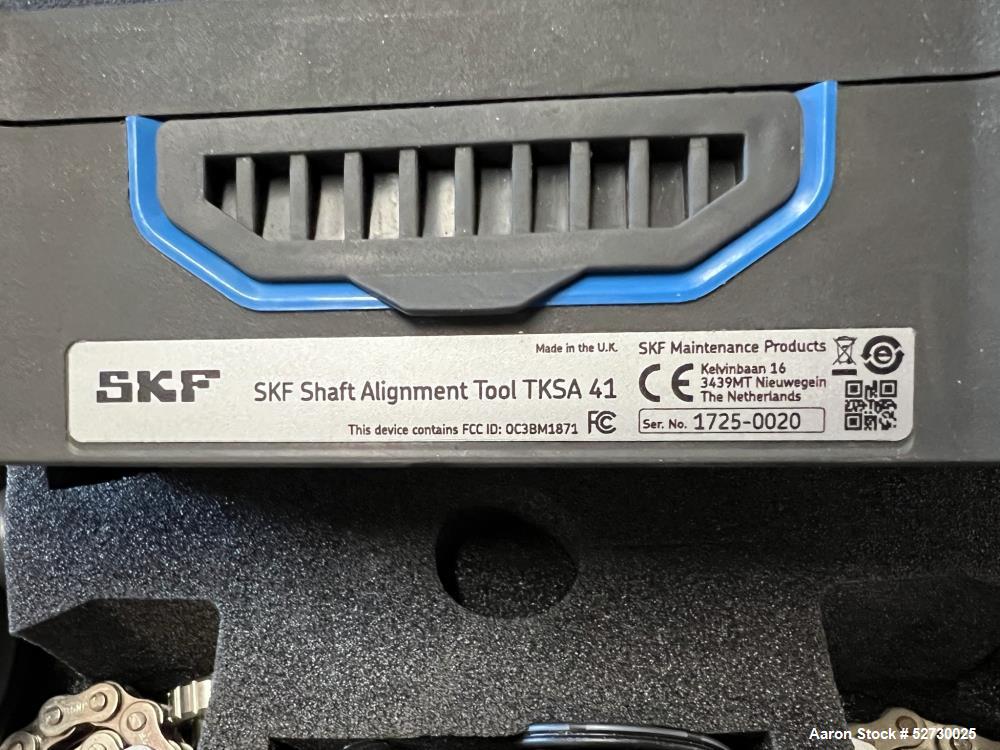 SKF
SKF Shaft Alignment Tool TKSA 41
Made in the U.K.
This device contains FCC ID: OC3BM1871
FC
SKF Maintenance Products
CE
Kelvinbaan 16
3439MT Nieuwegein
The Netherlands
Ser. No. 1725-0020
e
Aaron Stock # 52730025